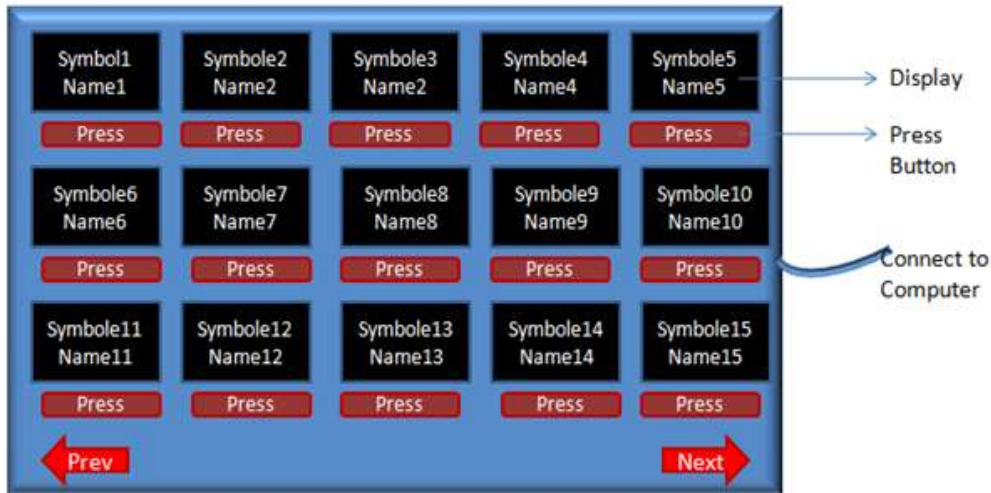 Symbol1 Symbole2 Symbole3 Symbole4 Symbole5
Name1 Name2 Name2 Name4 Name5
Display
Press Press Press Press Press
Press
Button
Symbole6 Symbole7 Symbole8 Symbole9 Symbole10
Name6 Name7 Name8 Name9 Name10
Press Press Press Press Press
Connect to
Computer
Symbole11 Symbole12 Symbole13 Symbole14 Symbole15
Name11 Name12 Name13 Name14 Name15
Press Press Press Press Press
Prev Next